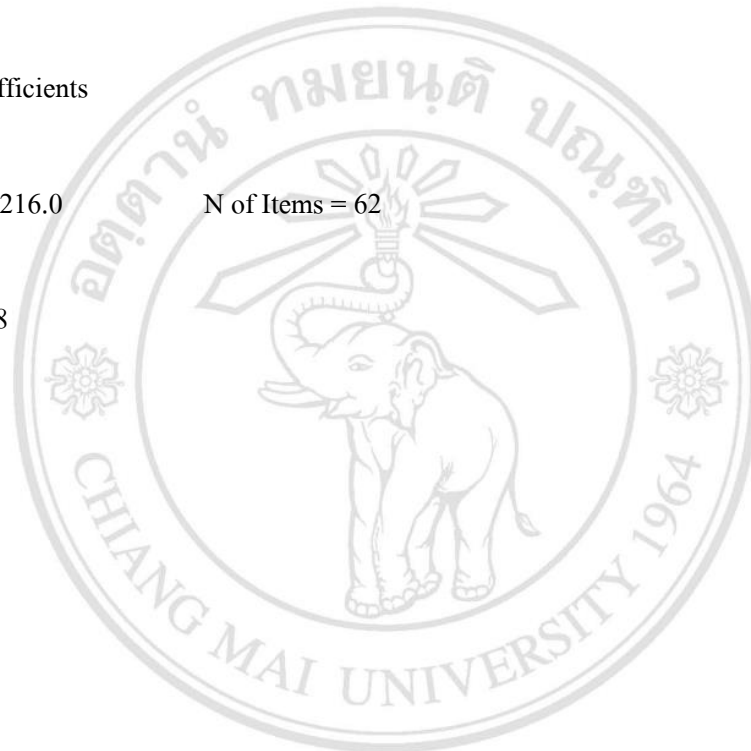 fficients
216.0 N of Items = 62
8
อตฺตานํ ทมยนฺติ ปณฺฑิตา
CHIANG MAI UNIVERSITY 1964